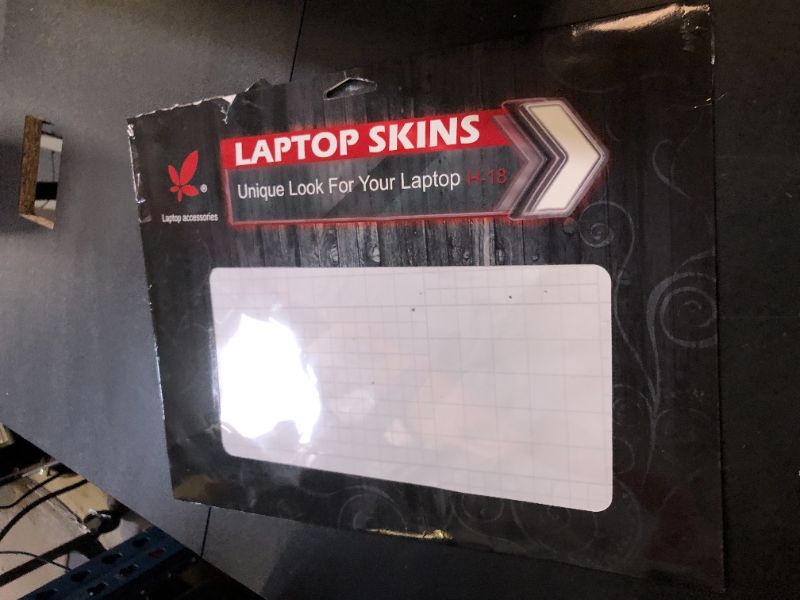 LAPTOP SKINS
Unique Look For Your Laptop H-18
®
Laptop accessories